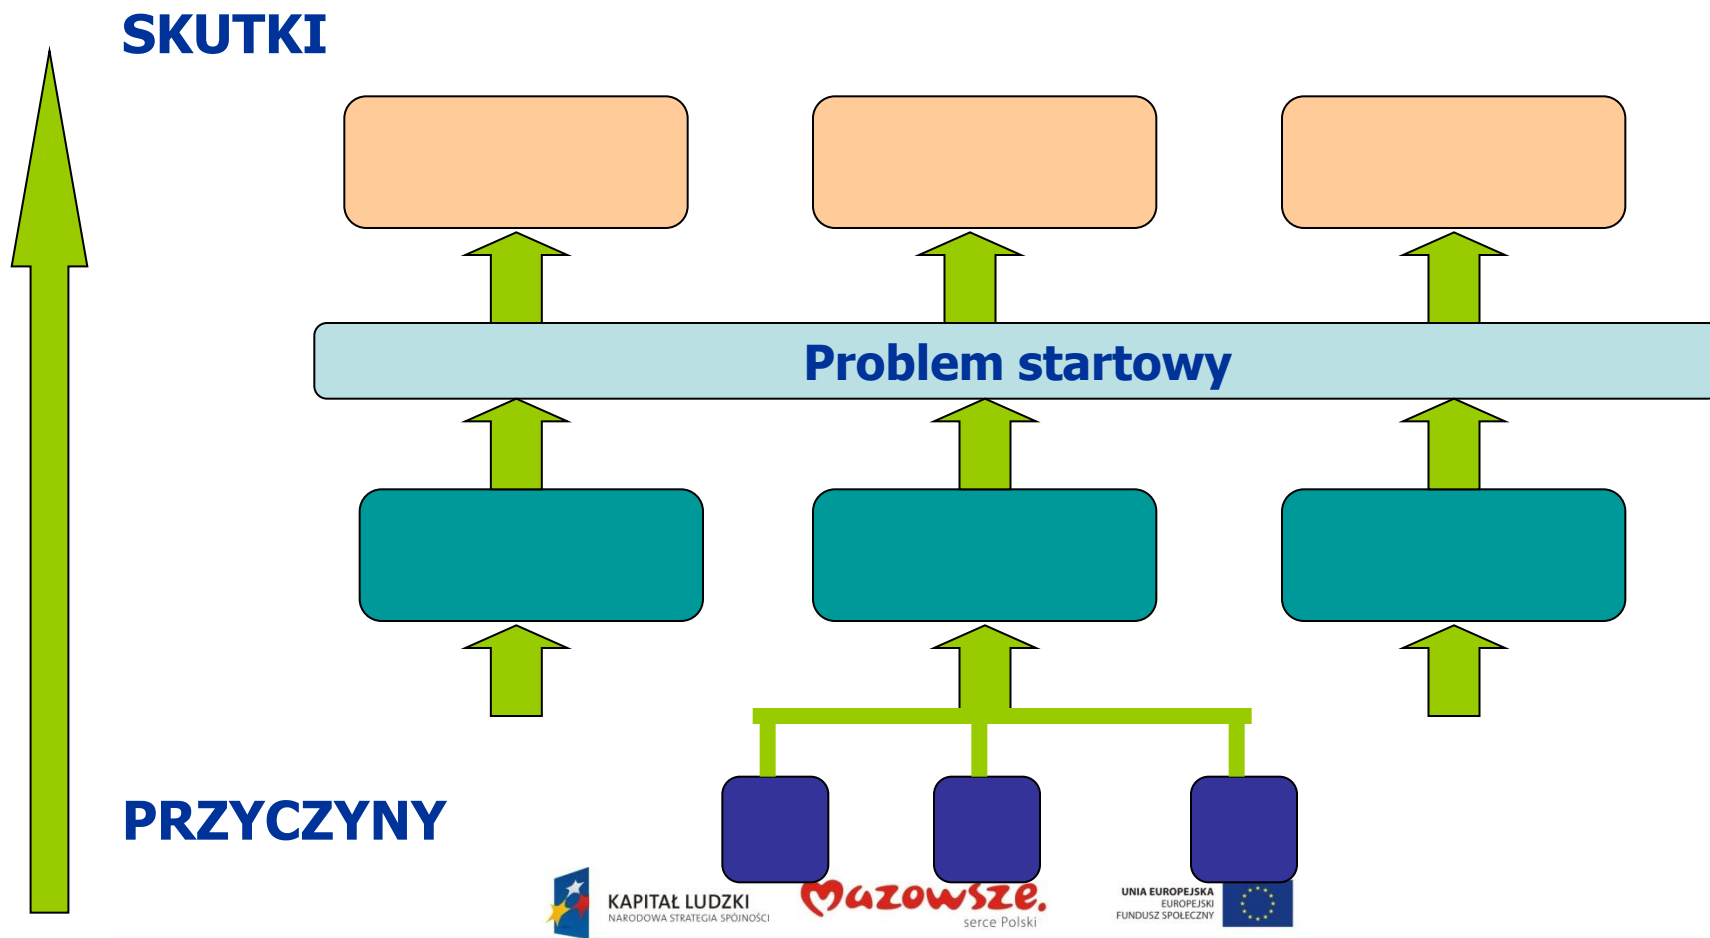 SKUTKI
Problem startowy
PRZYCZYNY
KAPITAŁ LUDZKI
NARODOWA STRATEGIA SPÓJNOŚCI
Mazowsze.
serce Polski
UNIA EUROPEJSKA
EUROPEJSKI
FUNDUSZ SPOŁECZNY